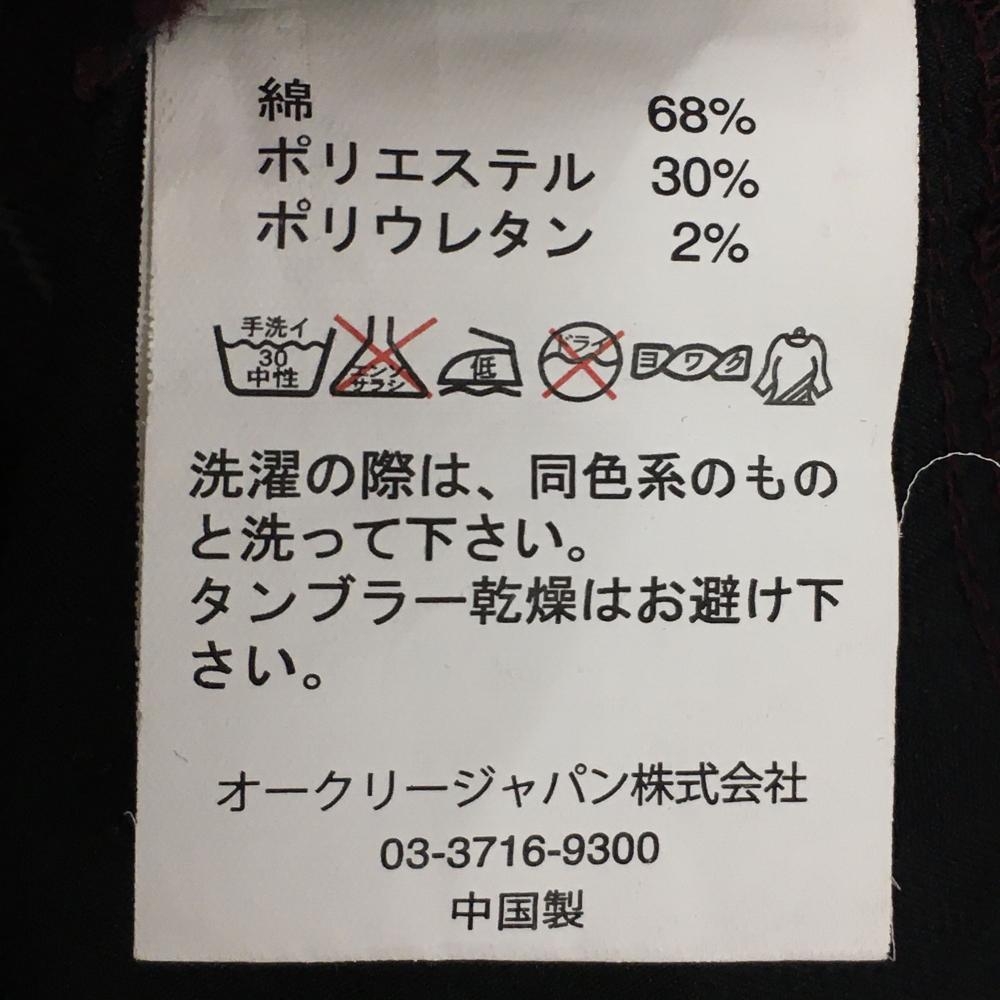 綿 68%
ポリエステル 30%
ポリウレタン 2%
手洗イ
30
中性
エンソ
サラシ
低
ドライ
ヨワク
洗濯の際は、同色系のもの
と洗って下さい。
タンブラー乾燥はお避け下
さい。
オークリージャパン株式会社
03-3716-9300
中国製